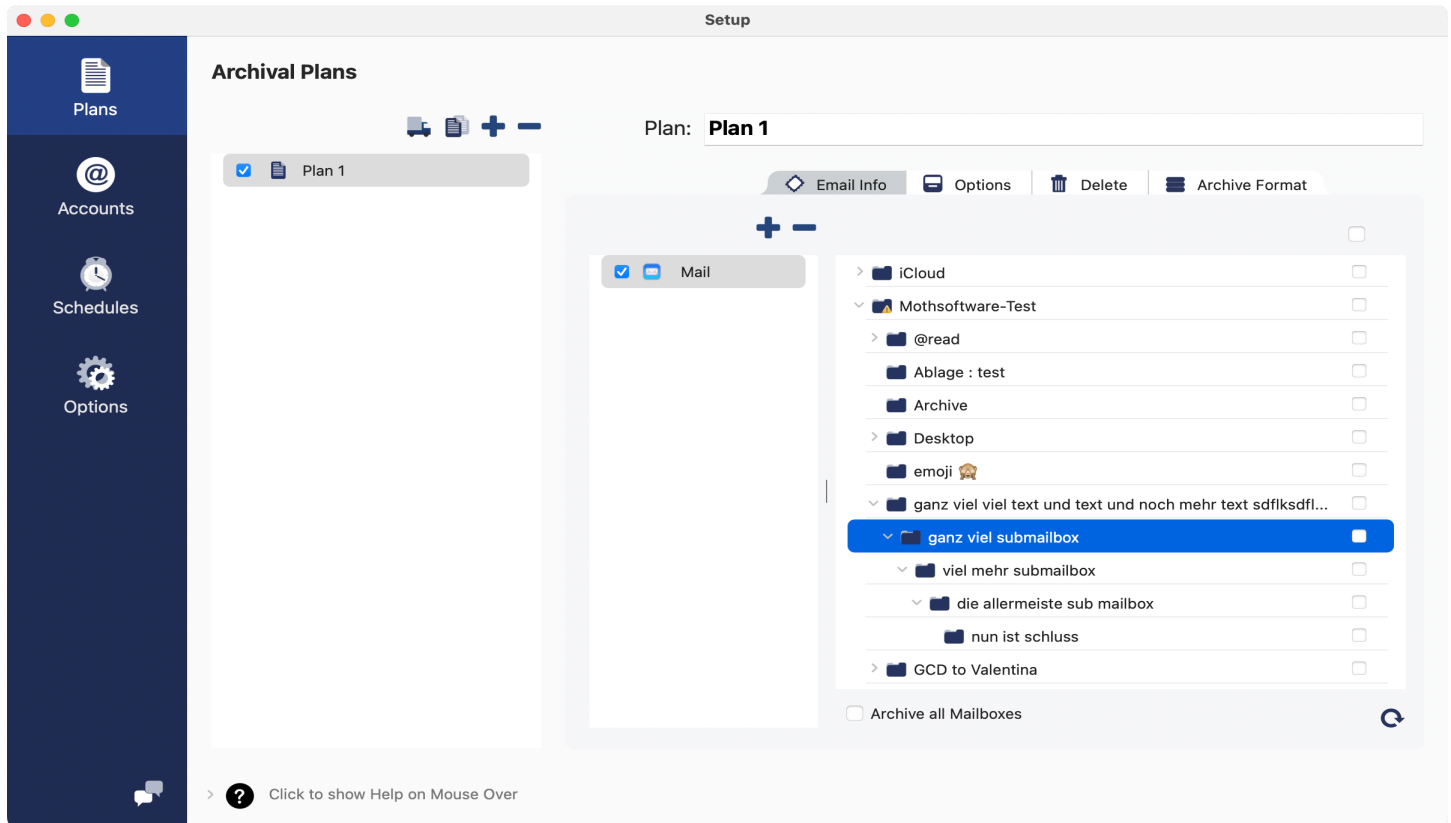 Setup
Plans
Accounts
Schedules
Options
Archival Plans
Plan 1
Plan: Plan 1
Email Info
Options
Delete
Archive Format
Mail
iCloud
Mothsoftware-Test
@read
Ablage : test
Archive
Desktop
emoji 🙈
ganz viel viel text und text und noch mehr text sdflksdfl...
ganz viel submailbox
viel mehr submailbox
die allermeiste sub mailbox
nun ist schluss
GCD to Valentina
Archive all Mailboxes
? Click to show Help on Mouse Over